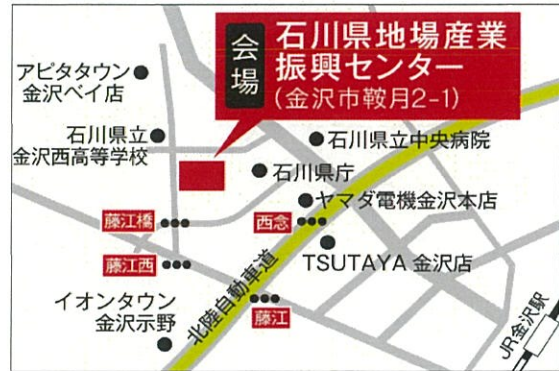 会場
石川県地場産業
振興センター
(金沢市鞍月2-1)
アピタタウン
金沢ベイ店
石川県立
金沢西高等学校
石川県立中央病院
石川県庁
ヤマダ電機金沢本店
藤江橋
西念
藤江西
TSUTAYA 金沢店
イオンタウン
金沢示野
北陸自動車道
藤江
JR金沢駅